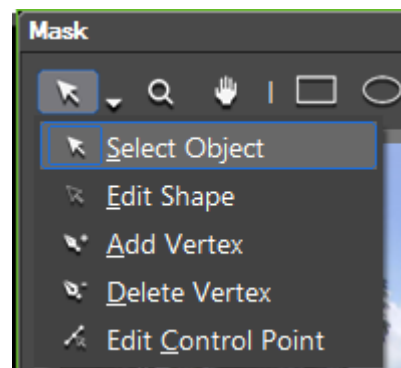 Mask
Select Object
Edit Shape
Add Vertex
Delete Vertex
Edit Control Point